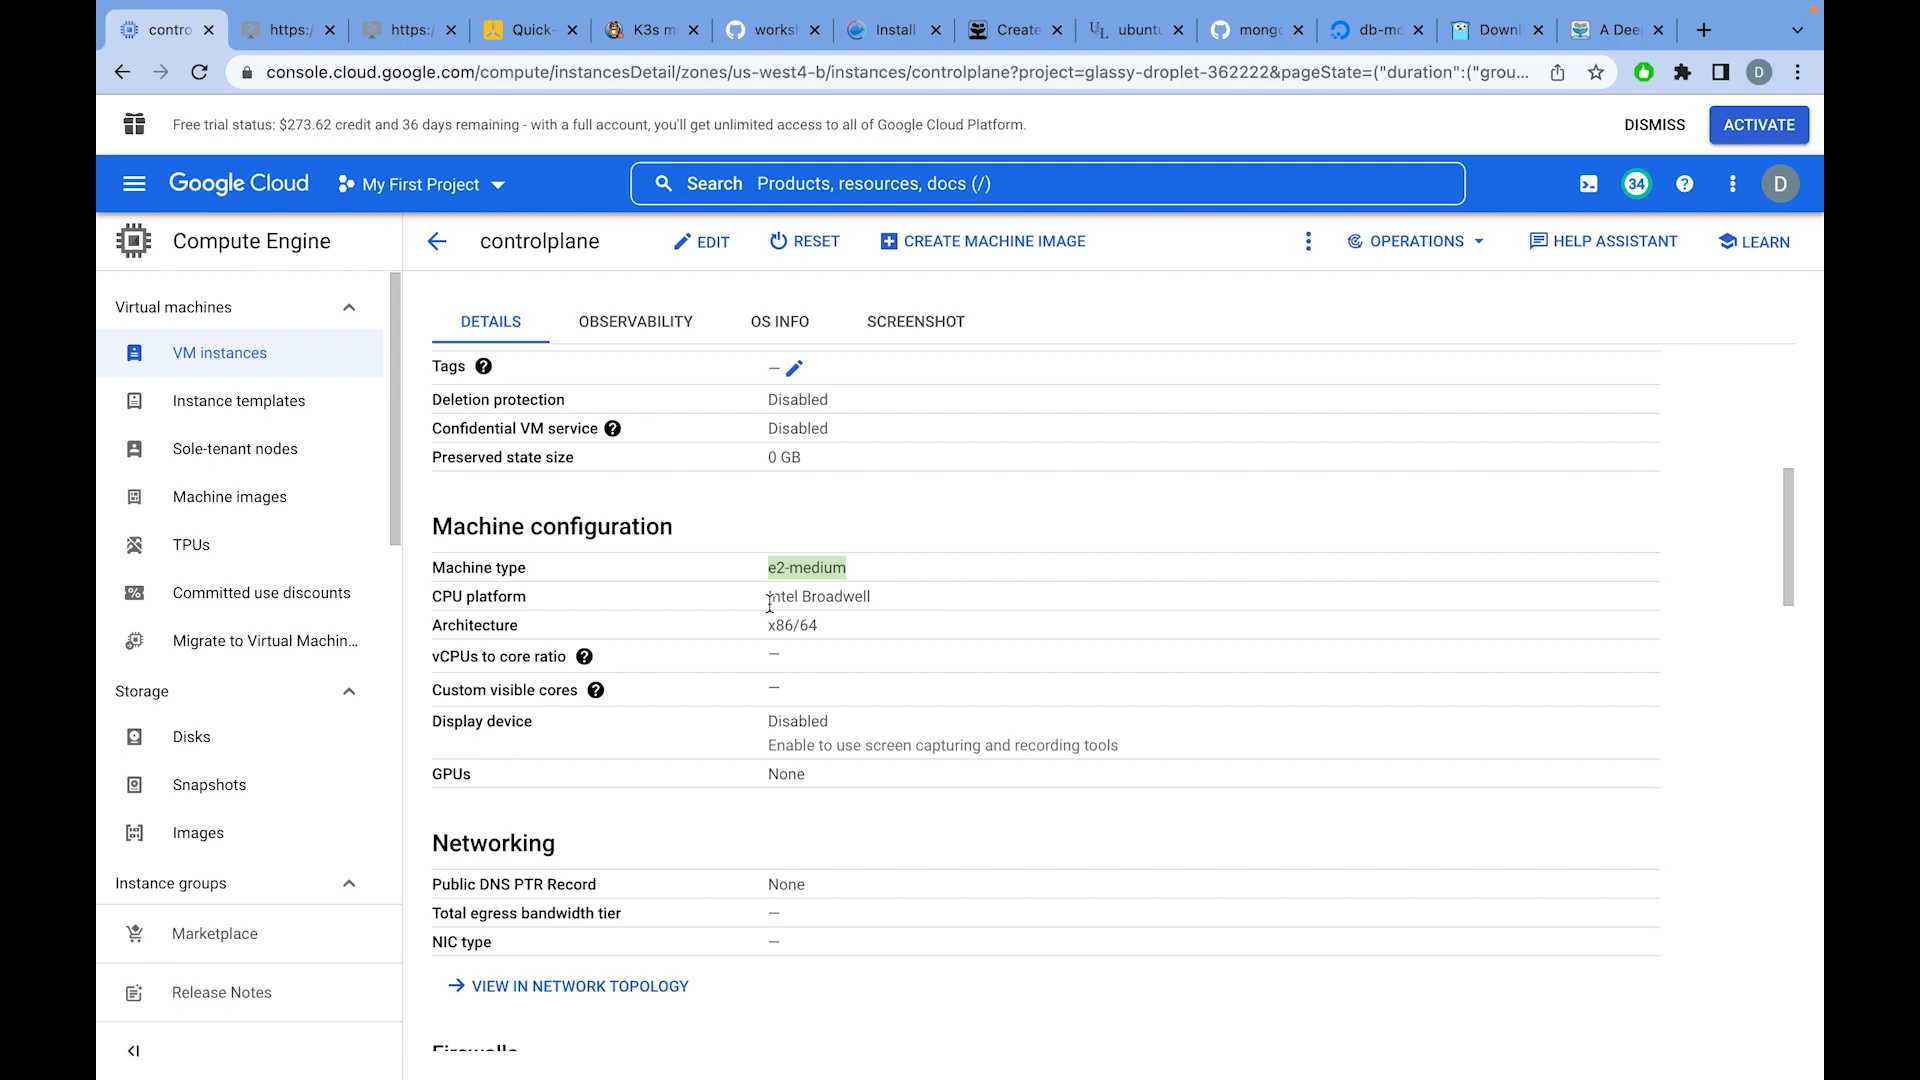 contro
https:/
https:/
Quick-
K3s m
worksl
Install
Create
ubunt
mongo
db-mo
Downl
A Dee
console.cloud.google.com/compute/instancesDetail/zones/us-west4-b/instances/controlplane?project=glassy-droplet-362222&pageState=("duration":("grou...
D
Free trial status: $273.62 credit and 36 days remaining - with a full account, you'll get unlimited access to all of Google Cloud Platform.
DISMISS
ACTIVATE
Google Cloud
My First Project
Search Products, resources, docs (/)
34
D
Compute Engine
controlplane
EDIT
RESET
CREATE MACHINE IMAGE
OPERATIONS
HELP ASSISTANT
LEARN
Virtual machines
VM instances
Instance templates
Sole-tenant nodes
Machine images
TPUs
Committed use discounts
Migrate to Virtual Machin...
Storage
Disks
Snapshots
Images
Instance groups
Marketplace
Release Notes
DETAILS
OBSERVABILITY
OS INFO
SCREENSHOT
Tags —
Deletion protection Disabled
Confidential VM service Disabled
Preserved state size 0 GB
Machine configuration
Machine type e2-medium
CPU platform Intel Broadwell
Architecture x86/64
vCPUs to core ratio —
Custom visible cores —
Display device Disabled
Enable to use screen capturing and recording tools
GPUs None
Networking
Public DNS PTR Record None
Total egress bandwidth tier —
NIC type —
VIEW IN NETWORK TOPOLOGY
Firewalls